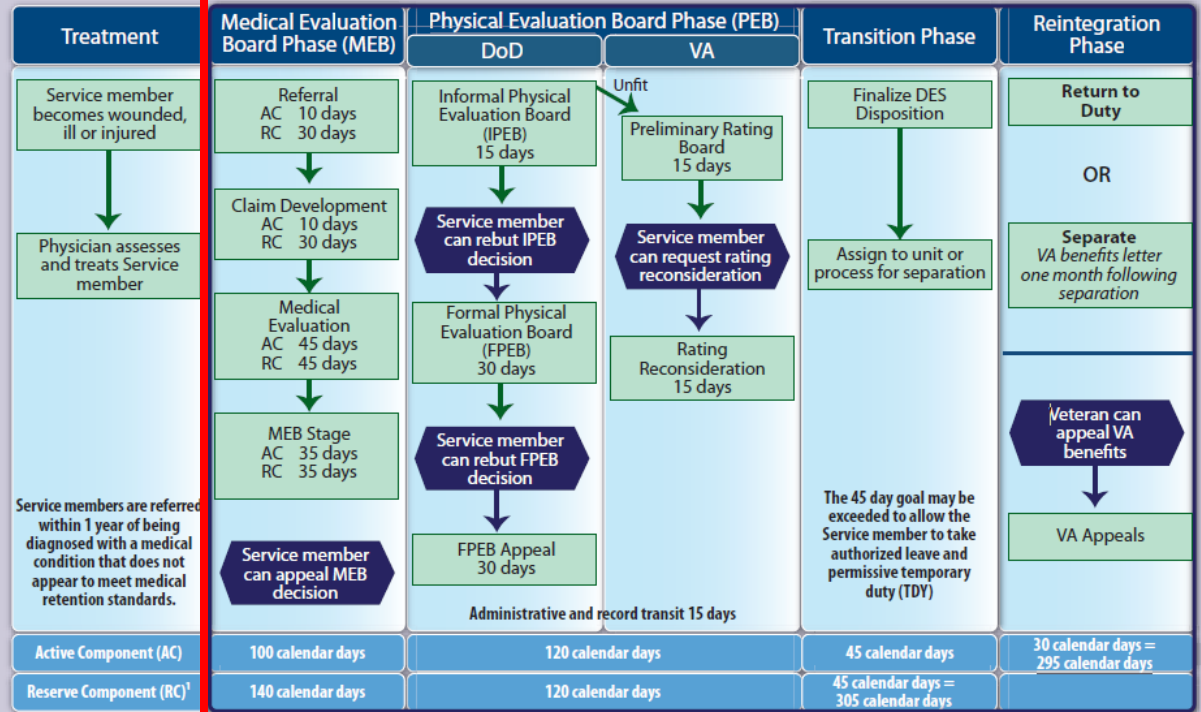 Treatment
Medical Evaluation
Board Phase (MEB)
Physical Evaluation Board Phase (PEB)
DoD
VA
Transition Phase
Reintegration
Phase
Service member
becomes wounded,
ill or injured
Physician assesses
and treats Service
member
Service members are referred
within 1 year of being
diagnosed with a medical
condition that does not
appear to meet medical
retention standards.
Referral
AC 10 days
RC 30 days
Claim Development
AC 10 days
RC 30 days
Medical
Evaluation
AC 45 days
RC 45 days
MEB Stage
AC 35 days
RC 35 days
Service member
can appeal MEB
decision
Informal Physical
Evaluation Board
(IPEB)
15 days
Service member
can rebut IPEB
decision
Formal Physical
Evaluation Board
(FPEB)
30 days
Service member
can rebut FPEB
decision
FPEB Appeal
30 days
Unfit
Preliminary Rating
Board
15 days
Service member
can request rating
reconsideration
Rating
Reconsideration
15 days
Administrative and record transit 15 days
Finalize DES
Disposition
Assign to unit or
process for separation
The 45 day goal may be
exceeded to allow the
Service member to take
authorized leave and
permissive temporary
duty (TDY)
Return to
Duty
OR
Separate
VA benefits letter
one month following
separation
Veteran can
appeal VA
benefits
VA Appeals
Active Component (AC)
100 calendar days
120 calendar days
45 calendar days
30 calendar days =
295 calendar days
Reserve Component (RC)¹
140 calendar days
120 calendar days
45 calendar days =
305 calendar days